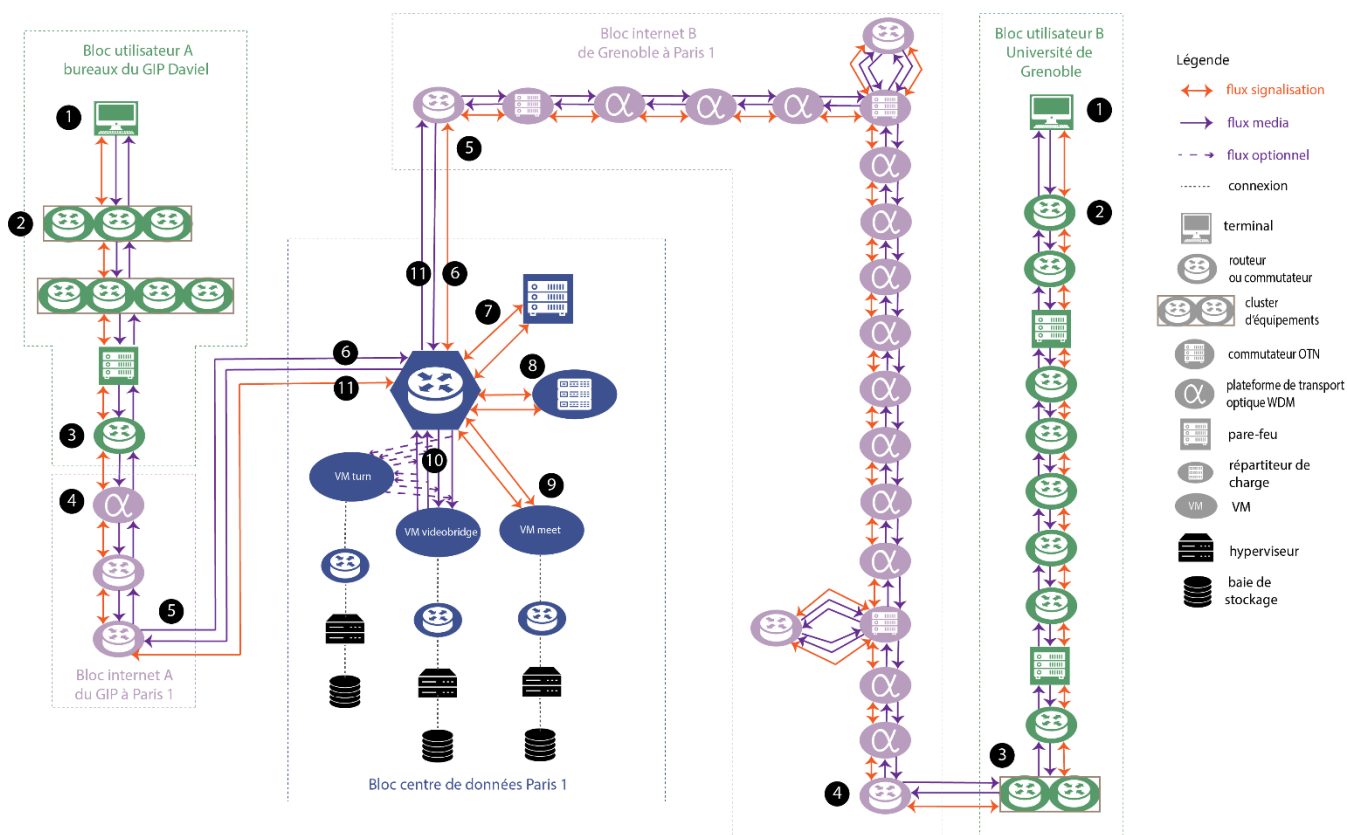 Bloc utilisateur A
bureaux du GIP Daviel
1
2
3
4
5
Bloc internet A
du GIP à Paris 1
Bloc internet B
de Grenoble à Paris 1
5
11
6
6
11
7
8
10
9
VM turn
VM videobridge
VM meet
Bloc centre de données Paris 1
α
α
α
α
α
α
α
α
α
α
α
α
α
α
4
Bloc utilisateur B
Université de
Grenoble
1
2
3
Légende
flux signalisation
flux media
flux optionnel
connexion
terminal
routeur
ou commutateur
cluster
d'équipements
commutateur OTN
α
plateforme de transport
optique WDM
pare-feu
répartiteur de
charge
VM
VM
hyperviseur
baie de
stockage